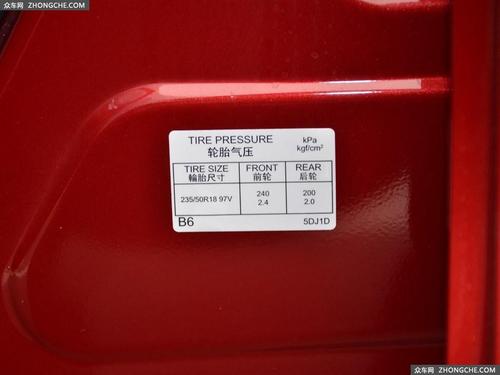 众车网 ZHONGCHE.COM
TIRE PRESSURE kPa
轮胎气压 kgf/cm²
TIRE SIZE FRONT REAR
輪胎尺寸 前轮 后轮
235/50R18 97V 240 200
2.4 2.0
B6 5DJ1D
众车网 ZHONGCHE.COM